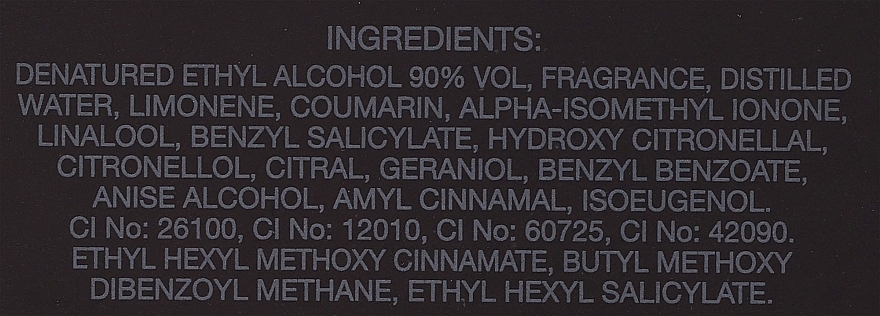 INGREDIENTS:
DENATURED ETHYL ALCOHOL 90% VOL, FRAGRANCE, DISTILLED
WATER, LIMONENE, COUMARIN, ALPHA-ISOMETHYL IONONE,
LINALOOL, BENZYL SALICYLATE, HYDROXY CITRONELLAL,
CITRONELLOL, CITRAL, GERANIOL, BENZYL BENZOATE,
ANISE ALCOHOL, AMYL CINNAMAL, ISOEUGENOL.
CI No: 26100, CI No: 12010, CI No: 60725, CI No: 42090.
ETHYL HEXYL METHOXY CINNAMATE, BUTYL METHOXY
DIBENZOYL METHANE, ETHYL HEXYL SALICYLATE.